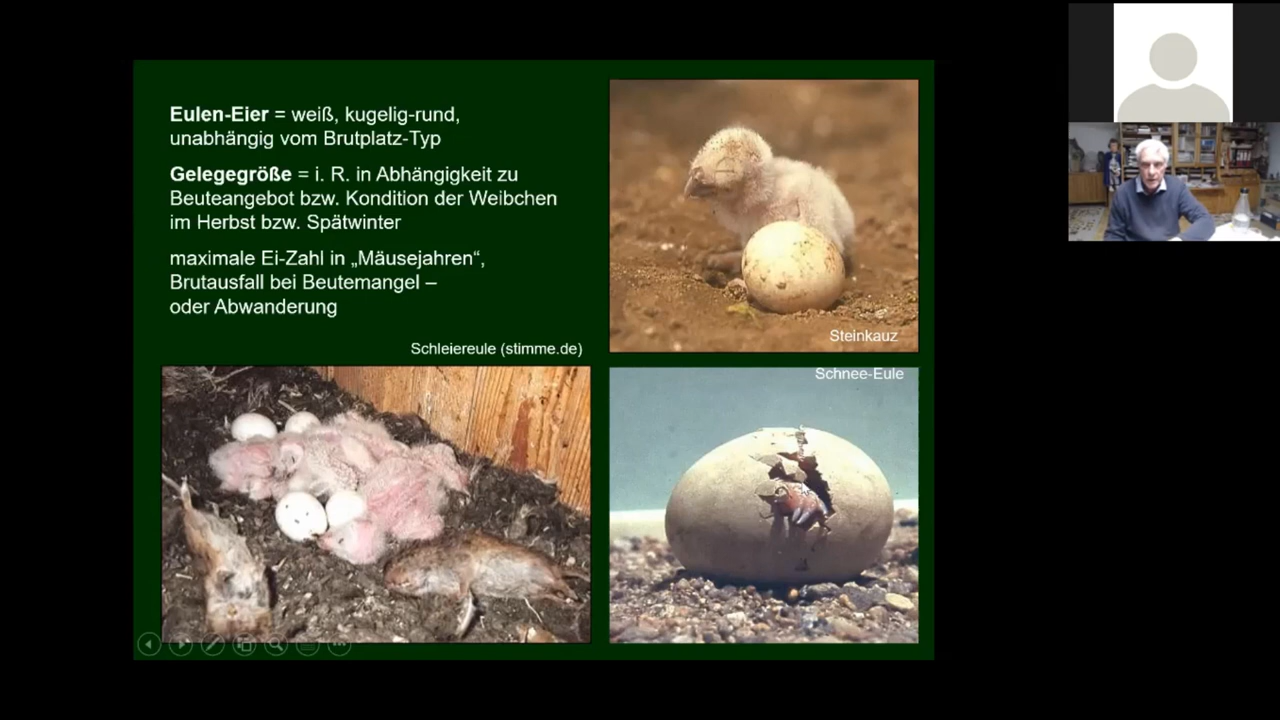 Eulen-Eier = weiß, kugelig-rund,
unabhängig vom Brutplatz-Typ
Gelegegröße = i. R. in Abhängigkeit zu
Beuteangebot bzw. Kondition der Weibchen
im Herbst bzw. Spätwinter
maximale Ei-Zahl in „Mäusejahren“,
Brutausfall bei Beutemangel –
oder Abwanderung
Schleiereule (stimme.de)
Steinkauz
Schnee-Eule